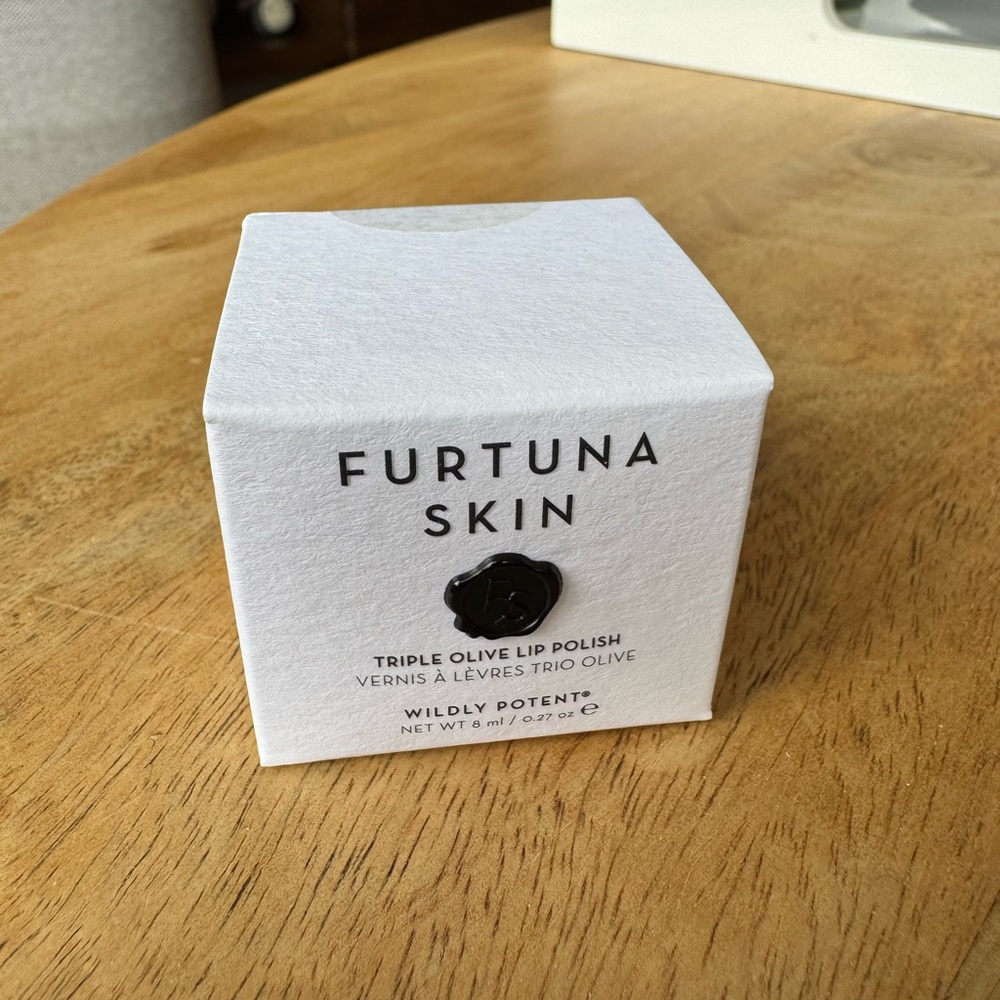 FURTUNA
SKIN
FS
TRIPLE OLIVE LIP POLISH
VERNIS À LÈVRES TRIO OLIVE
WILDLY POTENT®
NET WT 8 ml / 0.27 oz ℮